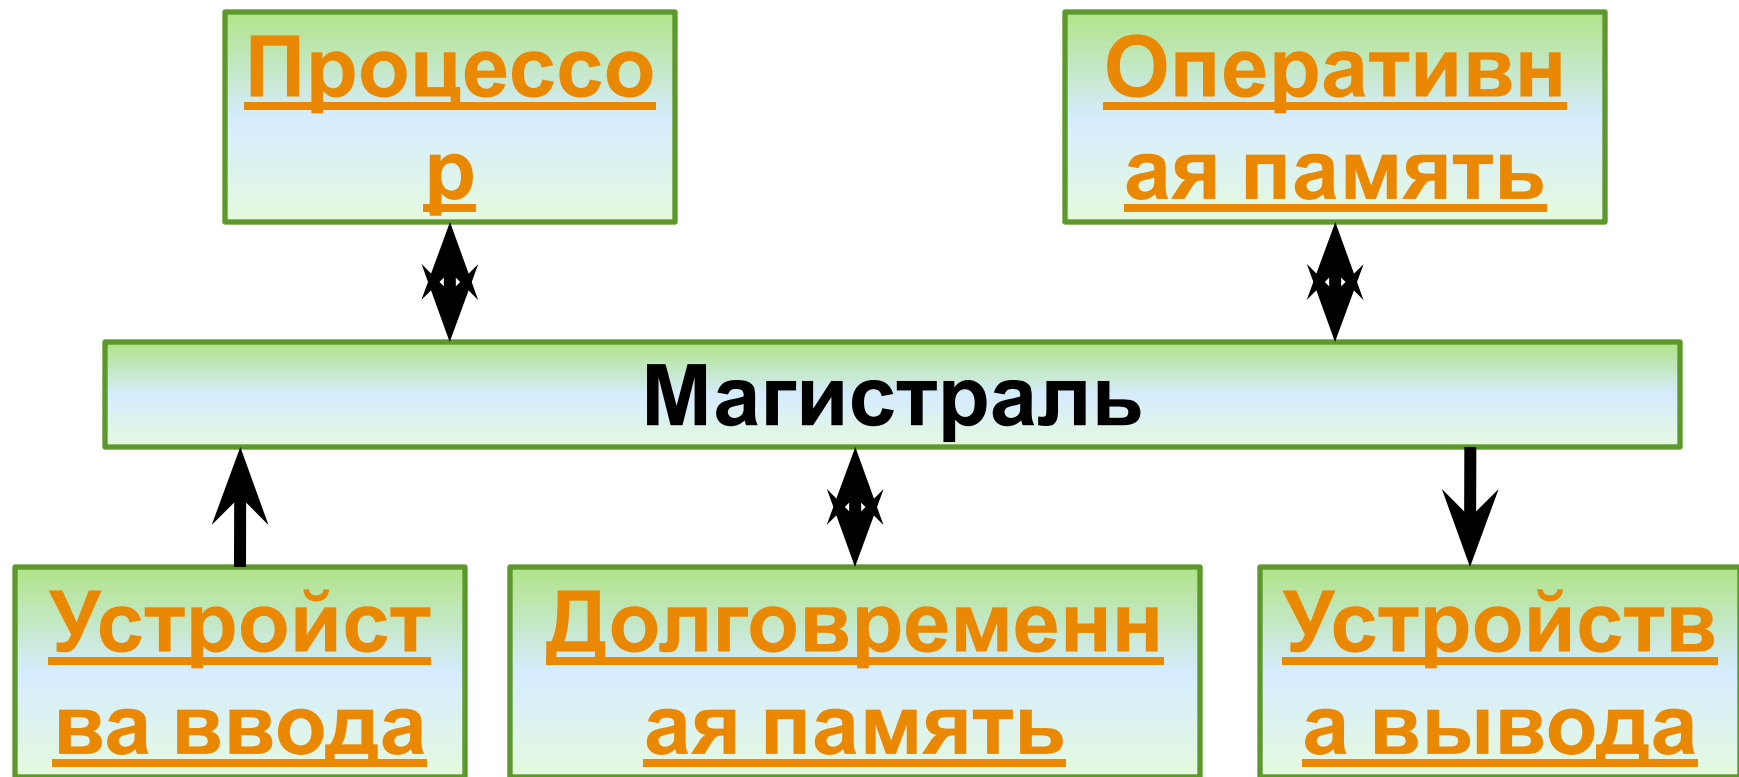 Процессо
р
Оперативн
ая память
Магистраль
Устройст
ва ввода
Долговременн
ая память
Устройств
а вывода